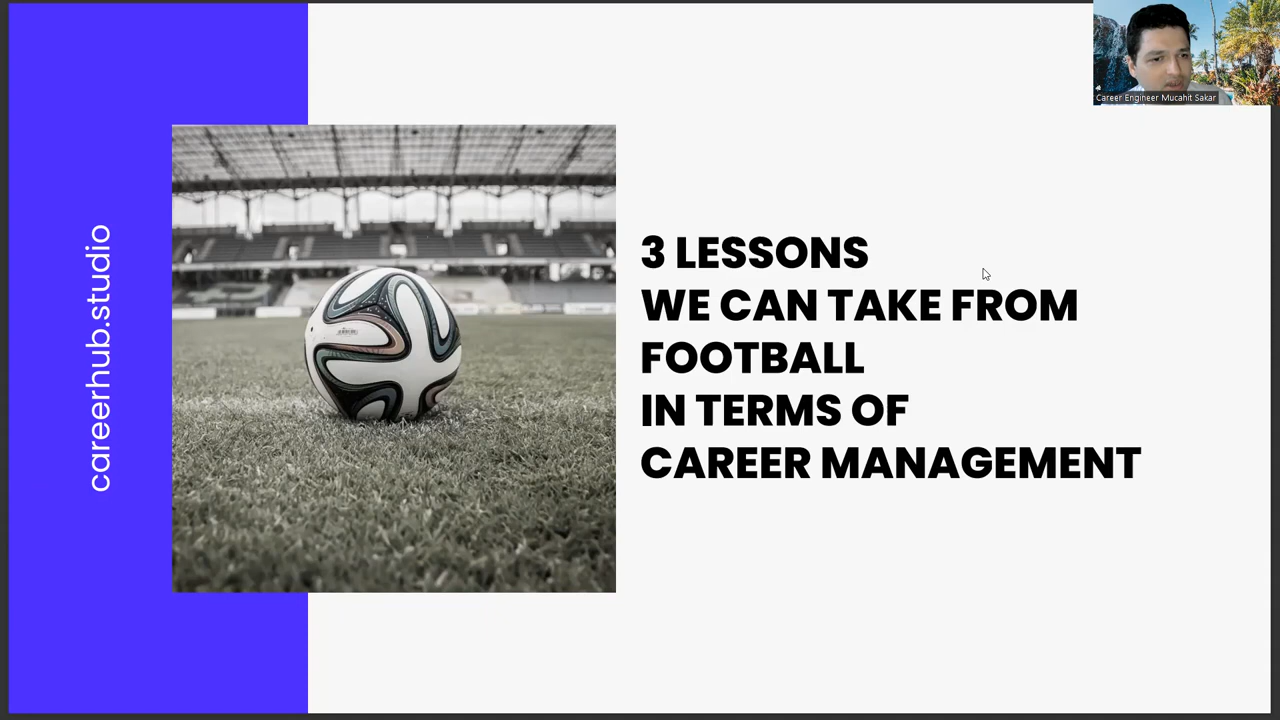 Career Engineer Mucahit Sakar
careerhub.studio
3 LESSONS
WE CAN TAKE FROM
FOOTBALL
IN TERMS OF
CAREER MANAGEMENT